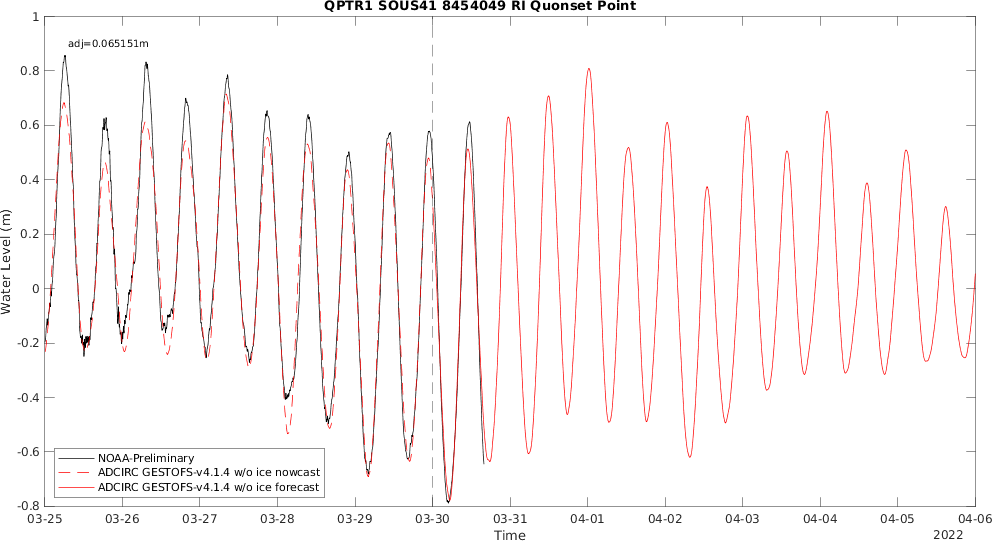 QPTR1 SOUS41 8454049 RI Quonset Point
adj=0.065151m
1
0.8
0.6
0.4
0.2
0
-0.2
-0.4
-0.6
-0.8
Water Level (m)
NOAA-Preliminary
ADCIRC GESTOFS-v4.1.4 w/o ice nowcast
ADCIRC GESTOFS-v4.1.4 w/o ice forecast
03-25 03-26 03-27 03-28 03-29 03-30 03-31 04-01 04-02 04-03 04-04 04-05 04-06
Time
2022